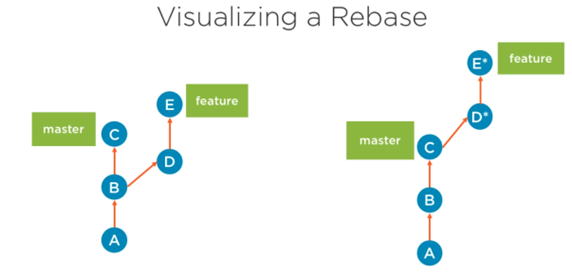 Visualizing a Rebase
master
C
E
feature
B
D
A
master
C
E*
feature
D*
B
A